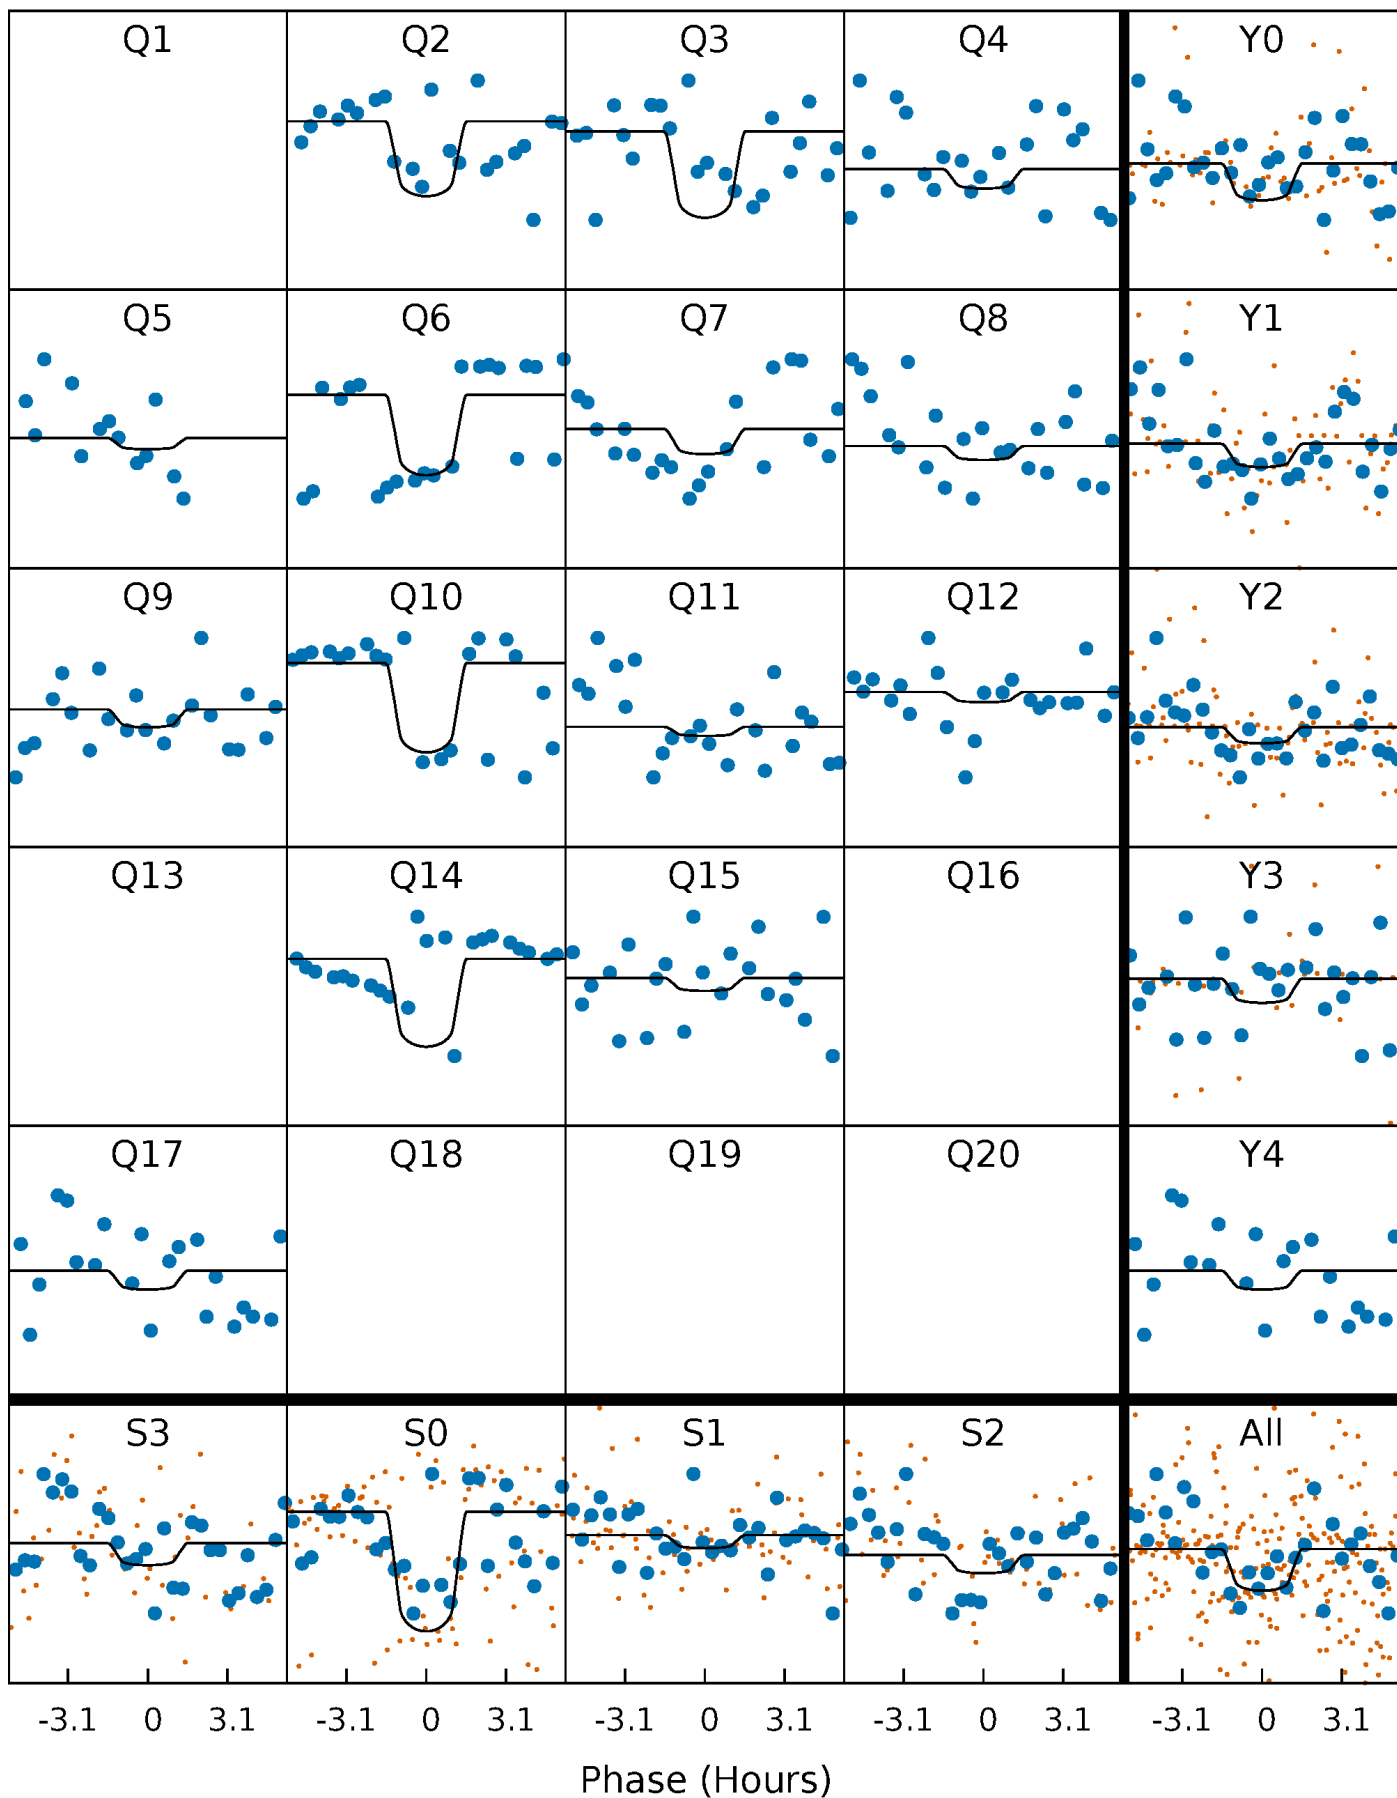 Q1 Q2 Q3 Q4 Y0
Q5 Q6 Q7 Q8 Y1
Q9 Q10 Q11 Q12 Y2
Q13 Q14 Q15 Q16 Y3
Q17 Q18 Q19 Q20 Y4
S3 S0 S1 S2 All
-3.1 0 3.1 -3.1 0 3.1 -3.1 0 3.1 -3.1 0 3.1 -3.1 0 3.1
Phase (Hours)